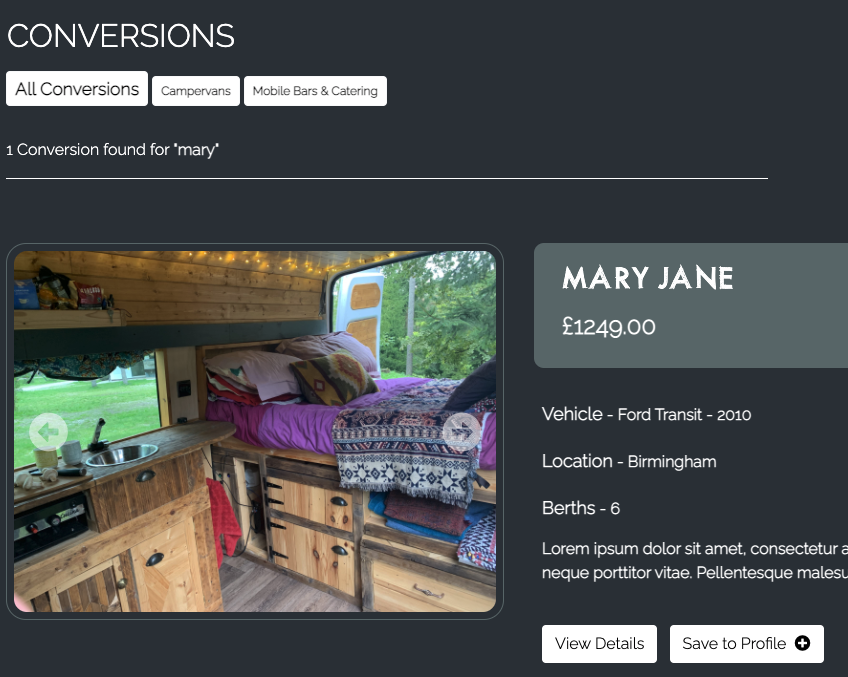 CONVERSIONS
All Conversions Campervans Mobile Bars & Catering
1 Conversion found for "mary"
MARY JANE
£1249.00
Vehicle - Ford Transit - 2010
Location - Birmingham
Berths - 6
Lorem ipsum dolor sit amet, consectetur
neque porttitor vitae. Pellentesque
View Details Save to Profile